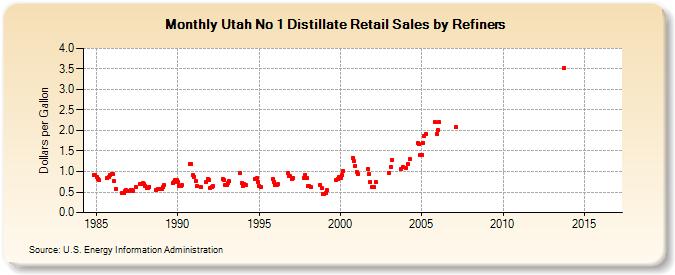 Monthly Utah No 1 Distillate Retail Sales by Refiners
Dollars per Gallon
4.0
3.5
3.0
2.5
2.0
1.5
1.0
0.5
0.0
1985 1990 1995 2000 2005 2010 2015
Source: U.S. Energy Information Administration